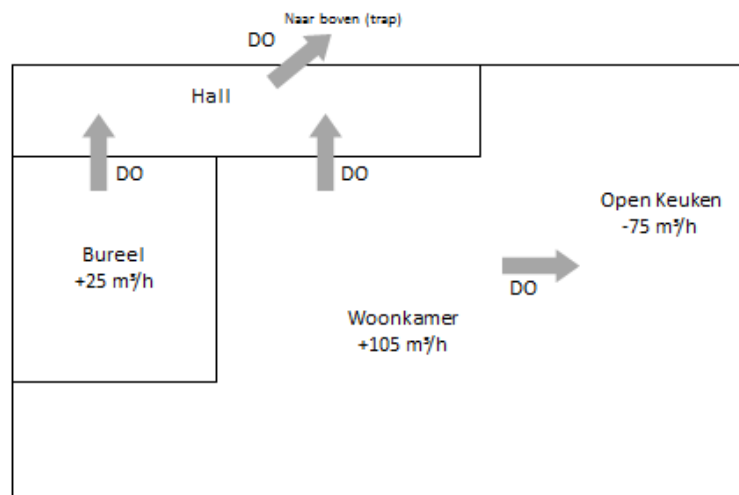 Naar boven (trap)
DO
Hall
DO
DO
Open Keuken
-75 m³/h
Bureel
+25 m³/h
DO
Woonkamer
+105 m³/h